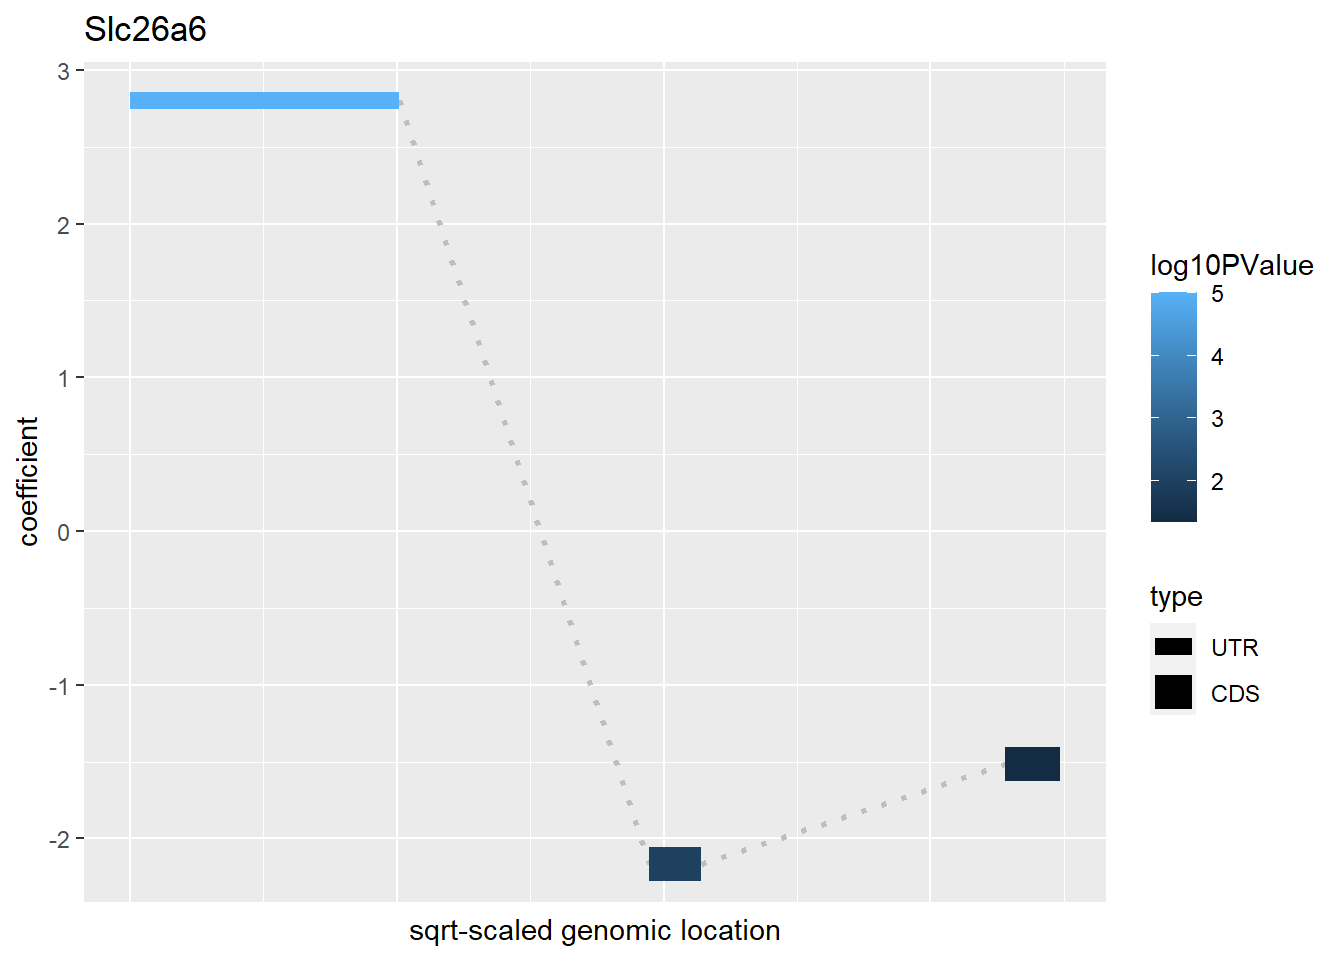 Slc26a6
3
2
1
0
-1
-2
coefficient
sqrt-scaled genomic location
log10PValue
5
4
3
2
type
UTR
CDS